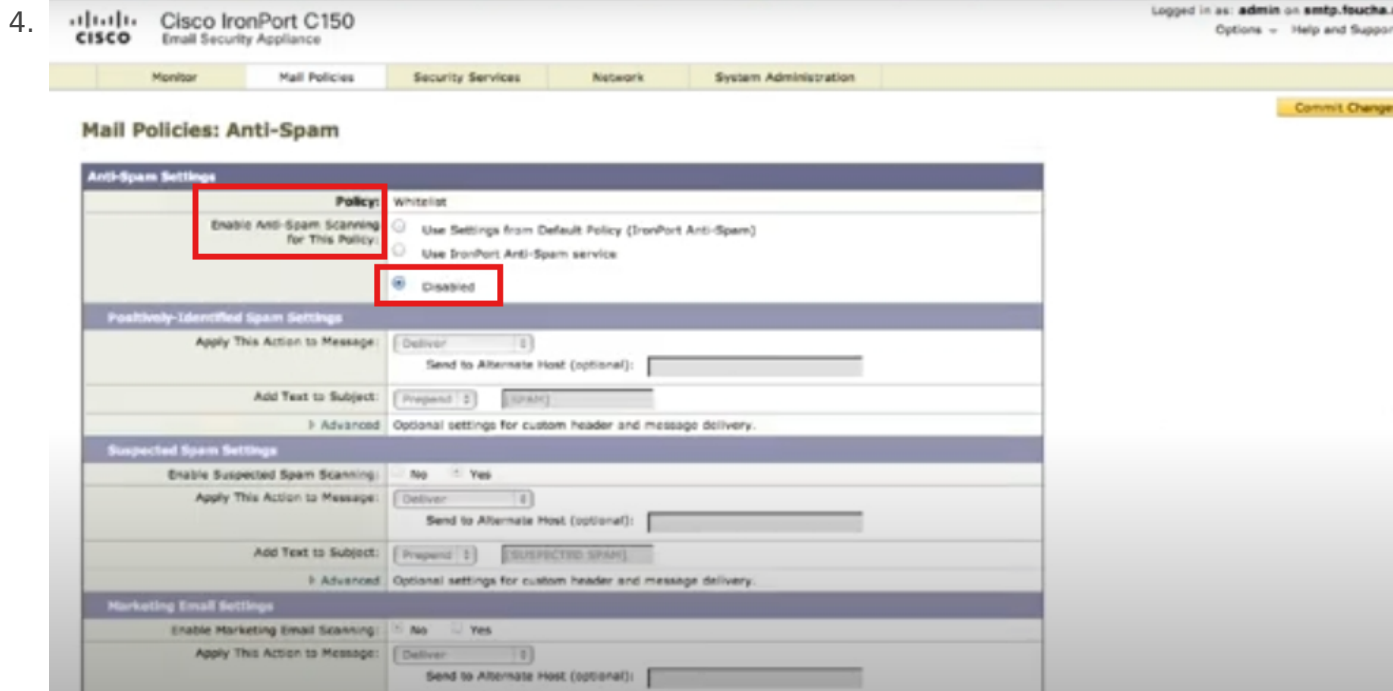 4.
Cisco IronPort C150
CISCO Email Security Appliance
Logged in as: admin on smtp.foucha.
Options Help and Suppor
Monitor Mail Policies Security Services Network System Administration
Commit Change
Mail Policies: Anti-Spam
Anti-Spam Settings
Policy: Whitelist
Enable Anti-Spam Scanning for This Policy:
Use Settings from Default Policy (IronPort Anti-Spam)
Use IronPort Anti-Spam service
Disabled
Positively-Identified Spam Settings
Apply This Action to Message: Deliver
Send to Alternate Host (optional):
Add Text to Subject: Prepend [SPAM]
Advanced Optional settings for custom header and message delivery.
Suspected Spam Settings
Enable Suspected Spam Scanning: No Yes
Apply This Action to Message: Deliver
Send to Alternate Host (optional):
Add Text to Subject: Prepend [SUSPECTED SPAM]
Advanced Optional settings for custom header and message delivery.
Marketing Email Settings
Enable Marketing Email Scanning: No Yes
Apply This Action to Message: Deliver
Send to Alternate Host (optional):